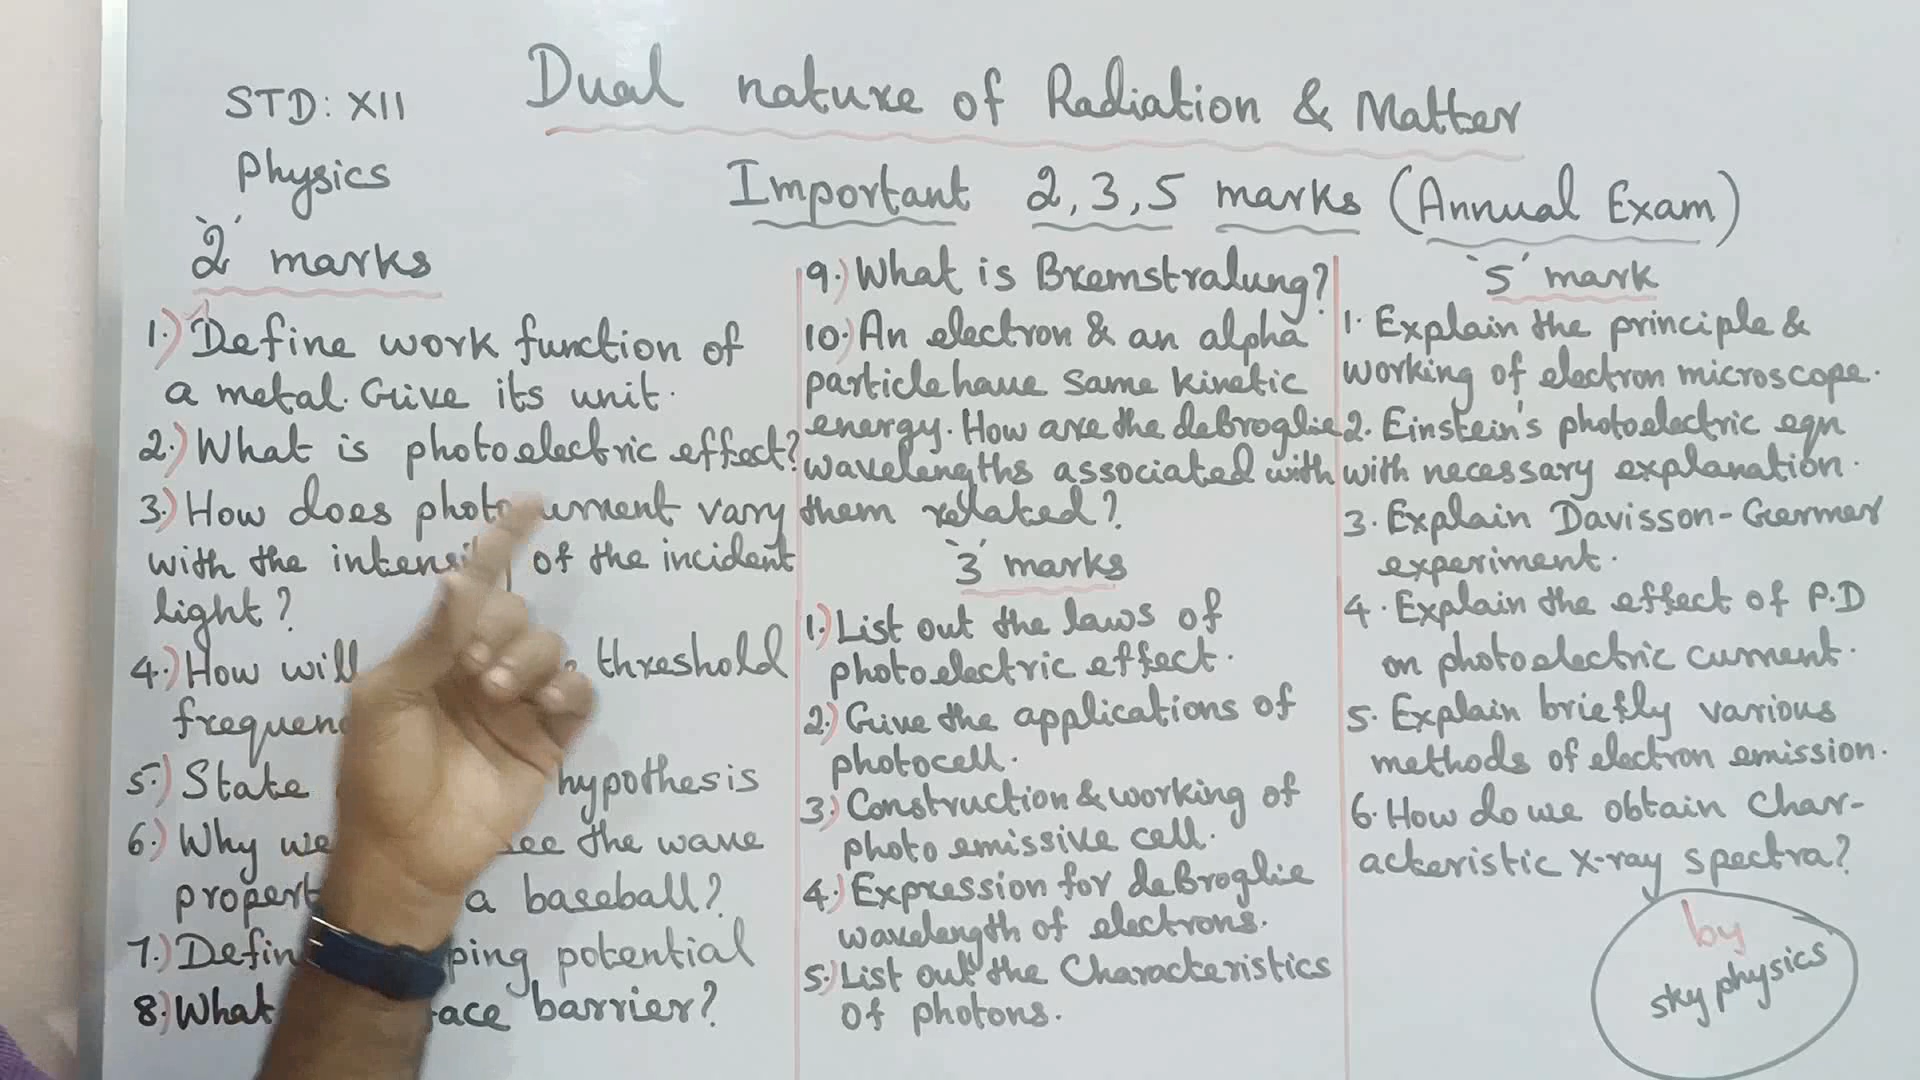 STD: XII
Physics
Dual nature of Radiation & Matter
Important 2, 3, 5 marks (Annual Exam)
'2' marks
1.) Define work function of
a metal. Give its unit.
2.) What is photoelectric effect?
3.) How does photocurrent vary
with the intensity of the incident
light?
4.) How will threshold
5.) State hypothesis
6.) Why see the wave
a baseball?
7.) potential
8.) What barrier?
9.) What is Bremstralung?
10.) An electron & an alpha
particle have same kinetic
energy. How are the deBroglie
wavelengths associated with
them related?
'3' marks
1.) List out the laws of
photoelectric effect.
2.) Give the applications of
photocell.
3.) Construction & working of
photo emissive cell.
4.) Expression for deBroglie
wavelength of electrons.
5.) List out the Characteristics
of photons.
'5' mark
1. Explain the principle &
working of electron microscope.
2. Einstein's photoelectric eqn
with necessary explanation.
3. Explain Davisson-Germer
experiment.
4. Explain the effect of P.D
on photoelectric current.
5. Explain briefly various
methods of electron emission.
6. How do we obtain Char-
ackeristic X-ray spectra?
by
sky physics